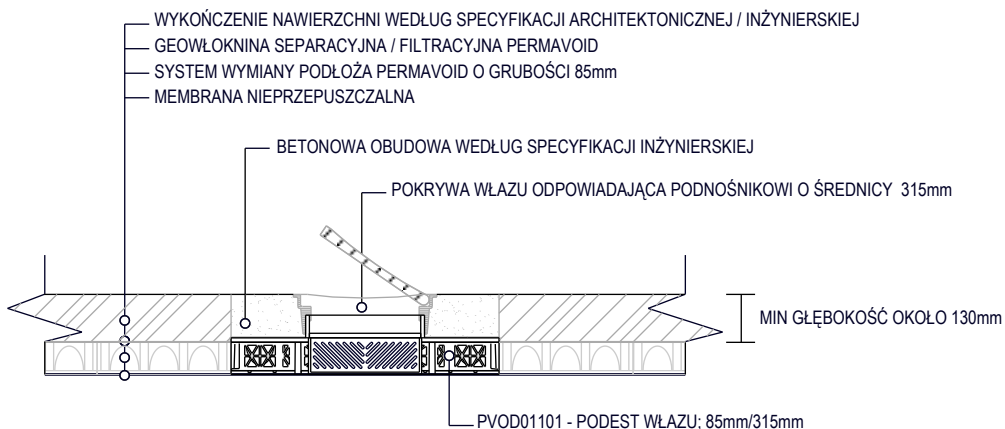 WYKOŃCZENIE NAWIERZCHNI WEDŁUG SPECYFIKACJI ARCHITEKTONICZNEJ / INŻYNIERSKIEJ
GEOWŁOKNINA SEPARACYJNA / FILTRACYJNA PERMAVOID
SYSTEM WYMIANY PODŁOŻA PERMAVOID O GRUBOŚCI 85mm
MEMBRANA NIEPRZEPUSZCZALNA
BETONOWA OBUDOWA WEDŁUG SPECYFIKACJI INŻYNIERSKIEJ
POKRYWA WŁAZU ODPOWIADAJĄCA PODNOŚNIKOWI O ŚREDNICY 315mm
MIN GŁĘBOKOŚĆ OKOŁO 130mm
PVOD01101 - PODEST WŁAZU; 85mm/315mm